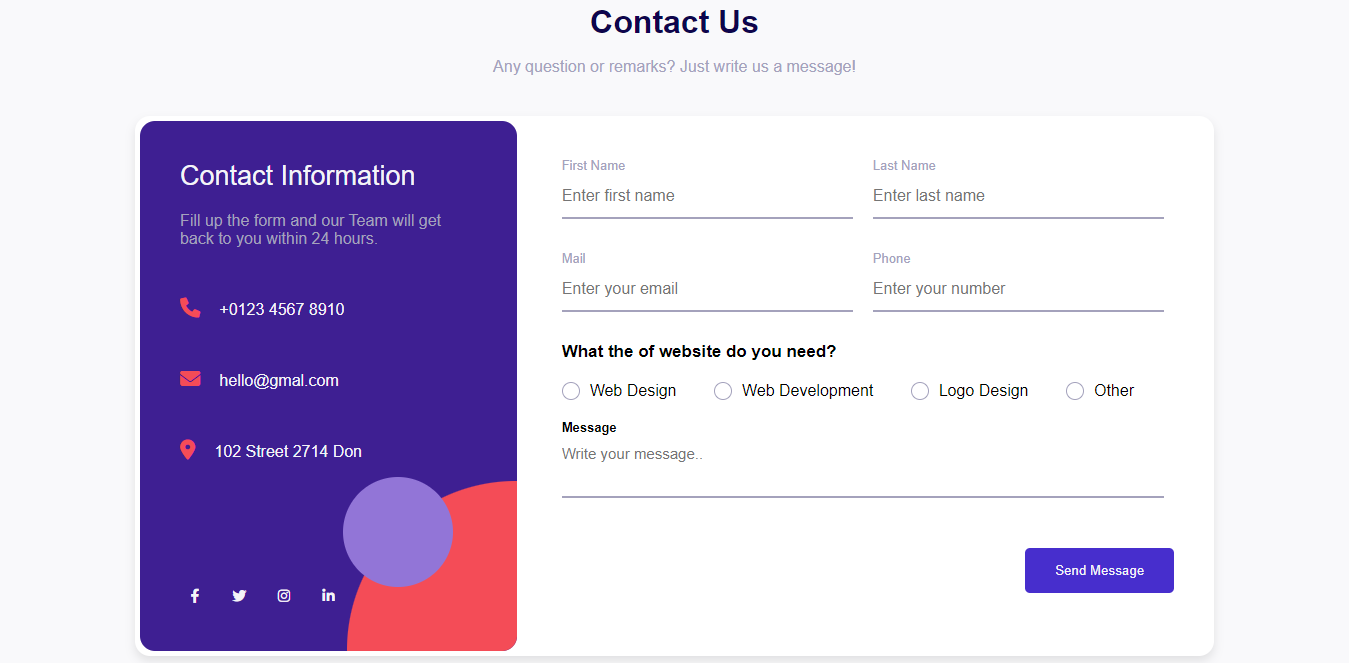 Contact Us
Any question or remarks? Just write us a message!
Contact Information
Fill up the form and our Team will get
back to you within 24 hours.
+0123 4567 8910
hello@gmal.com
102 Street 2714 Don
First Name
Last Name
Enter first name
Enter last name
Mail
Phone
Enter your email
Enter your number
What the of website do you need?
Web Design
Web Development
Logo Design
Other
Message
Write your message..
Send Message